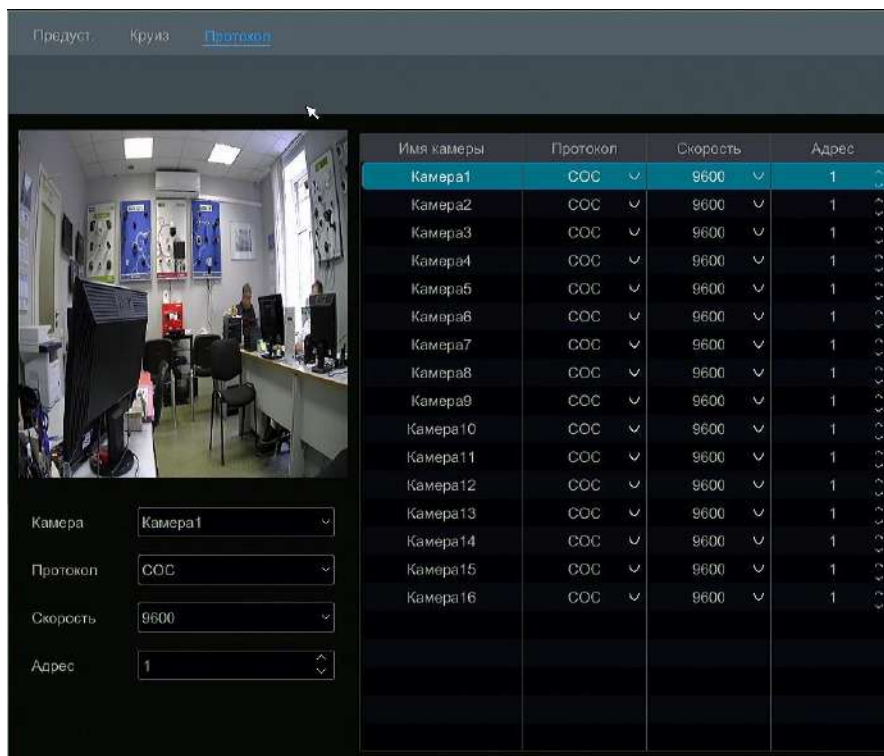 Предуст. Круиз Протокол
Имя камеры Протокол Скорость Адрес
Камера1 COC 9600 1
Камера2 COC 9600 1
Камера3 COC 9600 1
Камера4 COC 9600 1
Камера5 COC 9600 1
Камера6 COC 9600 1
Камера7 COC 9600 1
Камера8 COC 9600 1
Камера9 COC 9600 1
Камера10 COC 9600 1
Камера11 COC 9600 1
Камера12 COC 9600 1
Камера13 COC 9600 1
Камера14 COC 9600 1
Камера15 COC 9600 1
Камера16 COC 9600 1
Камера Камера1
Протокол COC
Скорость 9600
Адрес 1